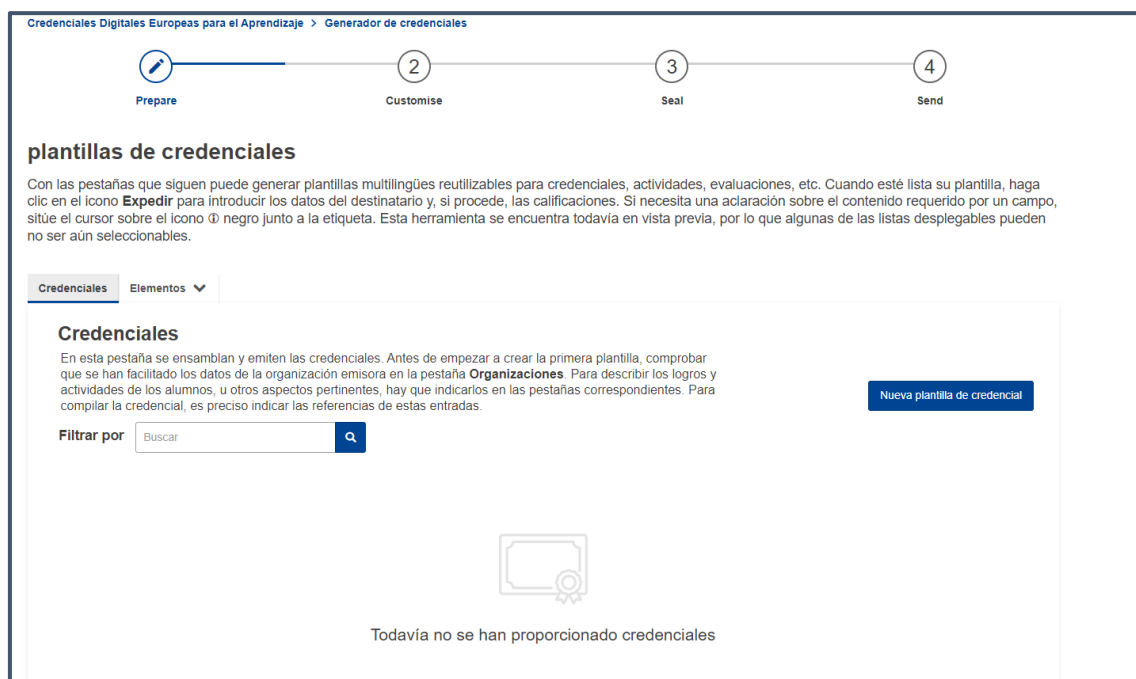 Credenciales Digitales Europeas para el Aprendizaje > Generador de credenciales
2
3
4
Prepare
Customise
Seal
Send
plantillas de credenciales
Con las pestañas que siguen puede generar plantillas multilingües reutilizables para credenciales, actividades, evaluaciones, etc. Cuando esté lista su plantilla, haga
clic en el icono Expedir para introducir los datos del destinatario y, si procede, las calificaciones. Si necesita una aclaración sobre el contenido requerido por un campo,
sitúe el cursor sobre el icono ① negro junto a la etiqueta. Esta herramienta se encuentra todavía en vista previa, por lo que algunas de las listas desplegables pueden
no ser aún seleccionables.
Credenciales
Elementos
Credenciales
En esta pestaña se ensamblan y emiten las credenciales. Antes de empezar a crear la primera plantilla, comprobar
que se han facilitado los datos de la organización emisora en la pestaña Organizaciones. Para describir los logros y
actividades de los alumnos, u otros aspectos pertinentes, hay que indicarlos en las pestañas correspondientes. Para
compilar la credencial, es preciso indicar las referencias de estas entradas.
Nueva plantilla de credencial
Filtrar por
Buscar
Todavía no se han proporcionado credenciales